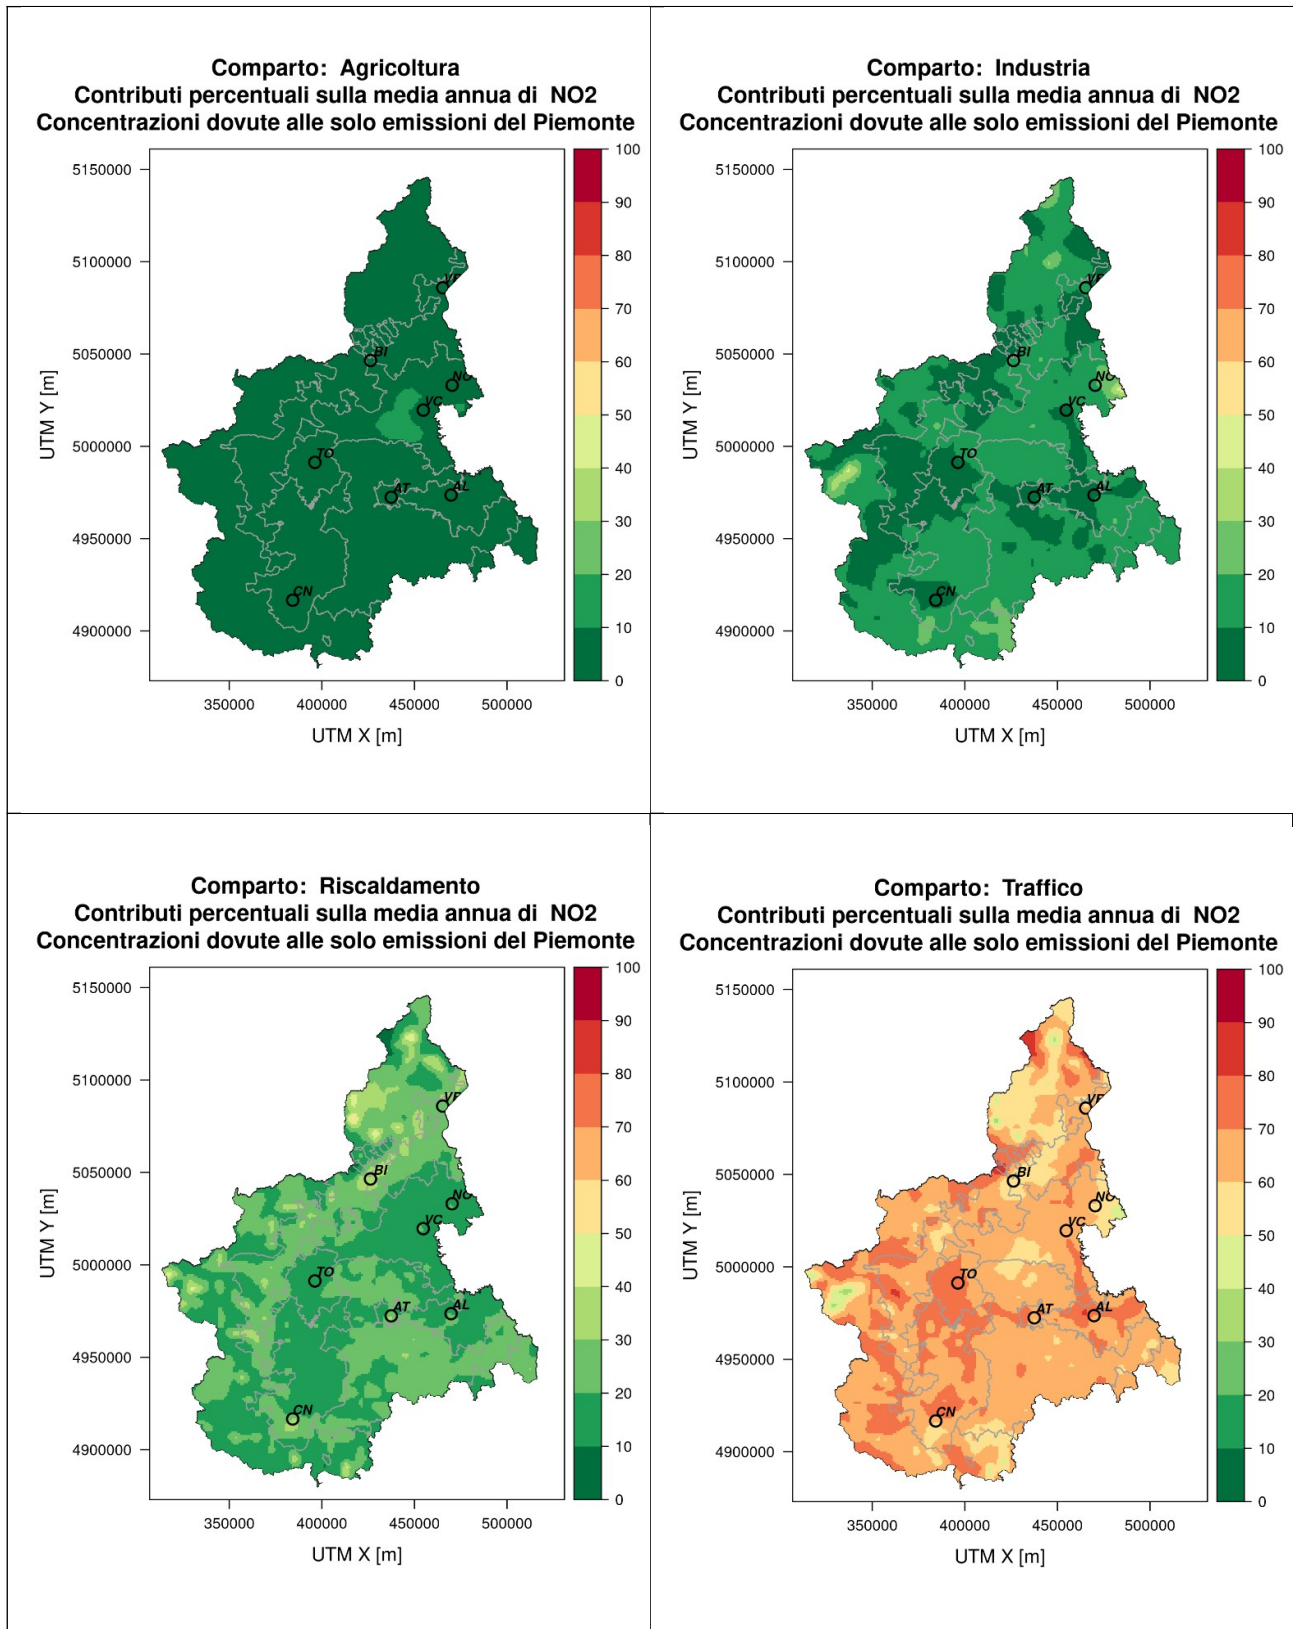 Comparto:  Agricoltura
Contributi percentuali sulla media annua di  NO2
Concentrazioni dovute alle solo emissioni del Piemonte
5150000
5100000
5050000
5000000
4950000
4900000
UTM Y [m]
350000 400000 450000 500000
UTM X [m]
100
90
80
70
60
50
40
30
20
10
0
BI
NO
VC
TO
AT
AL
CN
Comparto:  Industria
Contributi percentuali sulla media annua di  NO2
Concentrazioni dovute alle solo emissioni del Piemonte
5150000
5100000
5050000
5000000
4950000
4900000
UTM Y [m]
350000 400000 450000 500000
UTM X [m]
100
90
80
70
60
50
40
30
20
10
0
BI
NO
VC
TO
AT
AL
CN
Comparto:  Riscaldamento
Contributi percentuali sulla media annua di  NO2
Concentrazioni dovute alle solo emissioni del Piemonte
5150000
5100000
5050000
5000000
4950000
4900000
UTM Y [m]
350000 400000 450000 500000
UTM X [m]
100
90
80
70
60
50
40
30
20
10
0
BI
NO
VC
TO
AT
AL
CN
Comparto:  Traffico
Contributi percentuali sulla media annua di  NO2
Concentrazioni dovute alle solo emissioni del Piemonte
5150000
5100000
5050000
5000000
4950000
4900000
UTM Y [m]
350000 400000 450000 500000
UTM X [m]
100
90
80
70
60
50
40
30
20
10
0
BI
NO
VC
TO
AT
AL
CN